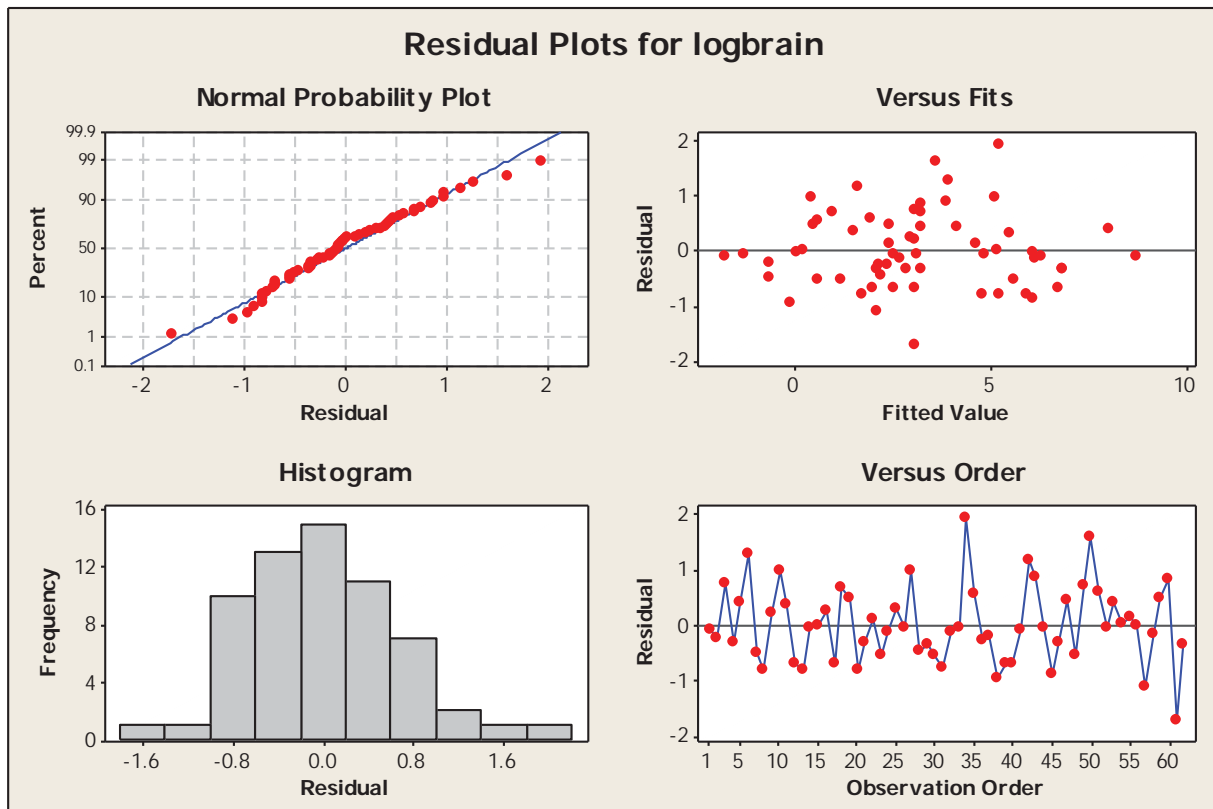 Residual Plots for logbrain
Normal Probability Plot
99.9
99
90
50
10
1
0.1
Percent
-2 -1 0 1 2
Residual
Versus Fits
2
1
0
-1
-2
Residual
0 5 10
Fitted Value
Histogram
16
12
8
4
0
Frequency
-1.6 -0.8 0.0 0.8 1.6
Residual
Versus Order
2
1
0
-1
-2
Residual
1 5 10 15 20 25 30 35 40 45 50 55 60
Observation Order